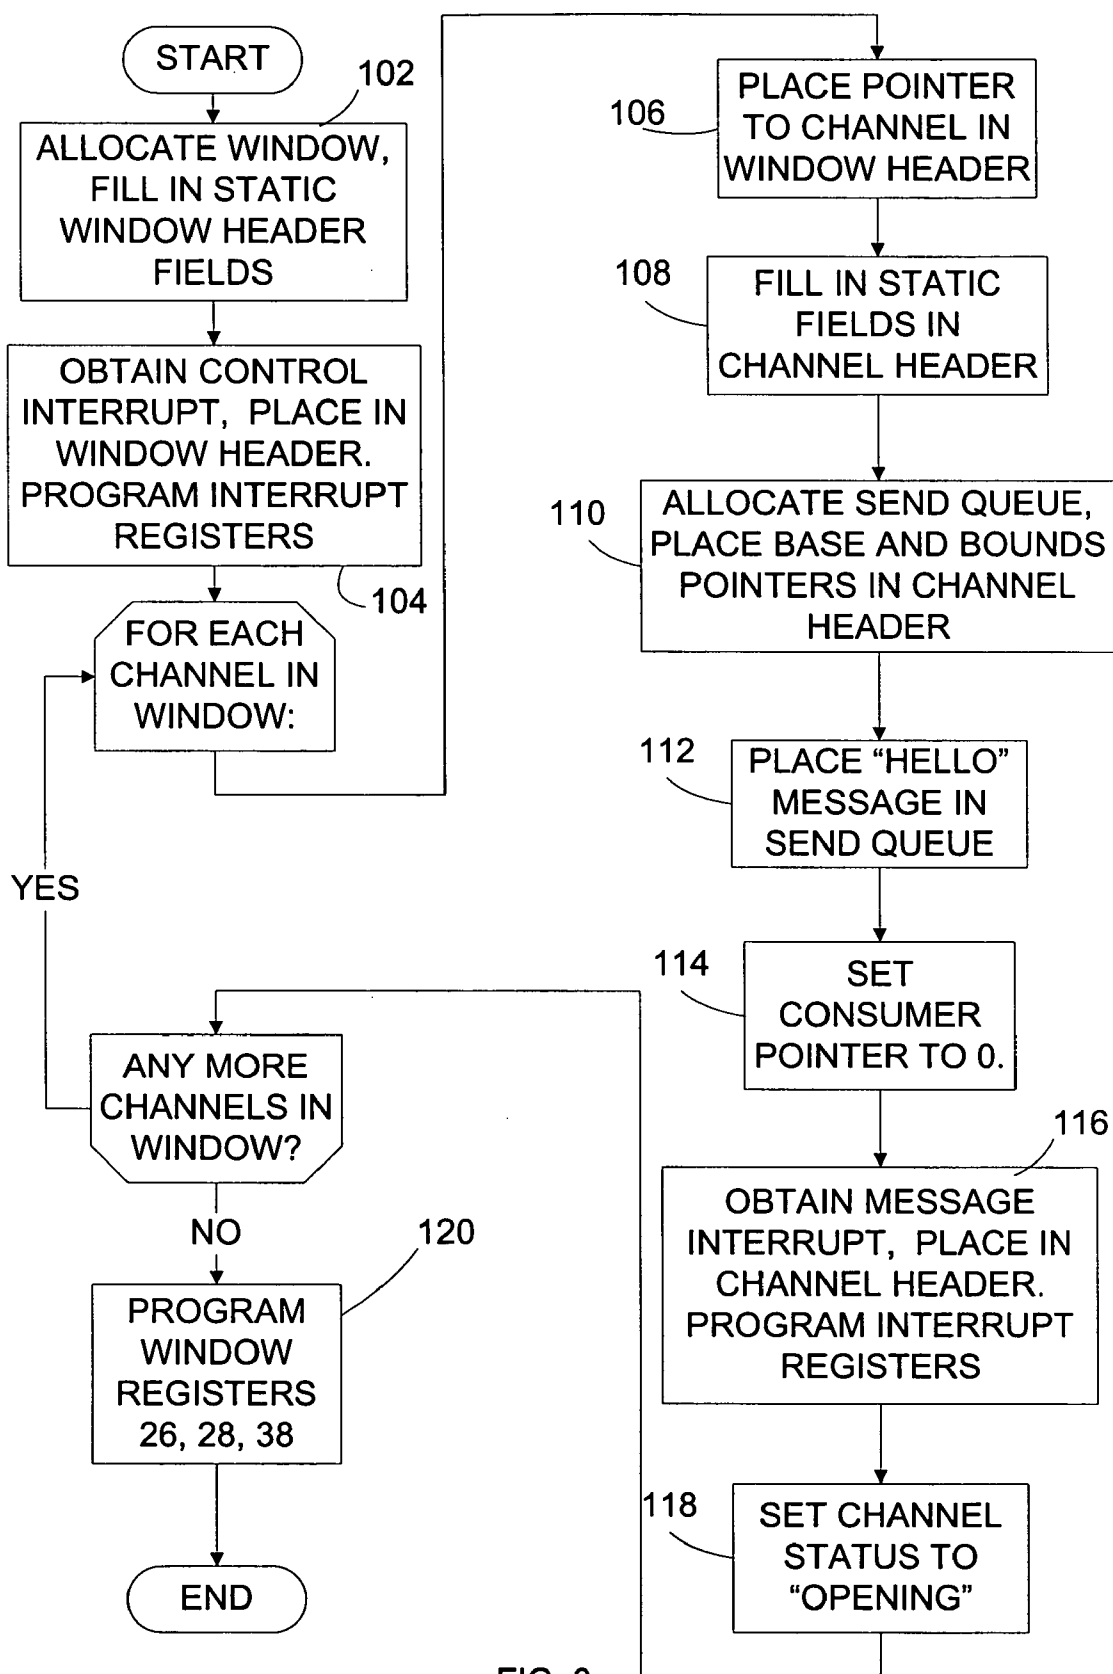 START
102
ALLOCATE WINDOW,
FILL IN STATIC
WINDOW HEADER
FIELDS
OBTAIN CONTROL
INTERRUPT, PLACE IN
WINDOW HEADER.
PROGRAM INTERRUPT
REGISTERS
104
FOR EACH
CHANNEL IN
WINDOW:
YES
ANY MORE
CHANNELS IN
WINDOW?
NO
120
PROGRAM
WINDOW
REGISTERS
26, 28, 38
END
106
PLACE POINTER
TO CHANNEL IN
WINDOW HEADER
108
FILL IN STATIC
FIELDS IN
CHANNEL HEADER
110
ALLOCATE SEND QUEUE,
PLACE BASE AND BOUNDS
POINTERS IN CHANNEL
HEADER
112
PLACE “HELLO”
MESSAGE IN
SEND QUEUE
114
SET
CONSUMER
POINTER TO 0.
116
OBTAIN MESSAGE
INTERRUPT, PLACE IN
CHANNEL HEADER.
PROGRAM INTERRUPT
REGISTERS
118
SET CHANNEL
STATUS TO
“OPENING”
FIG.